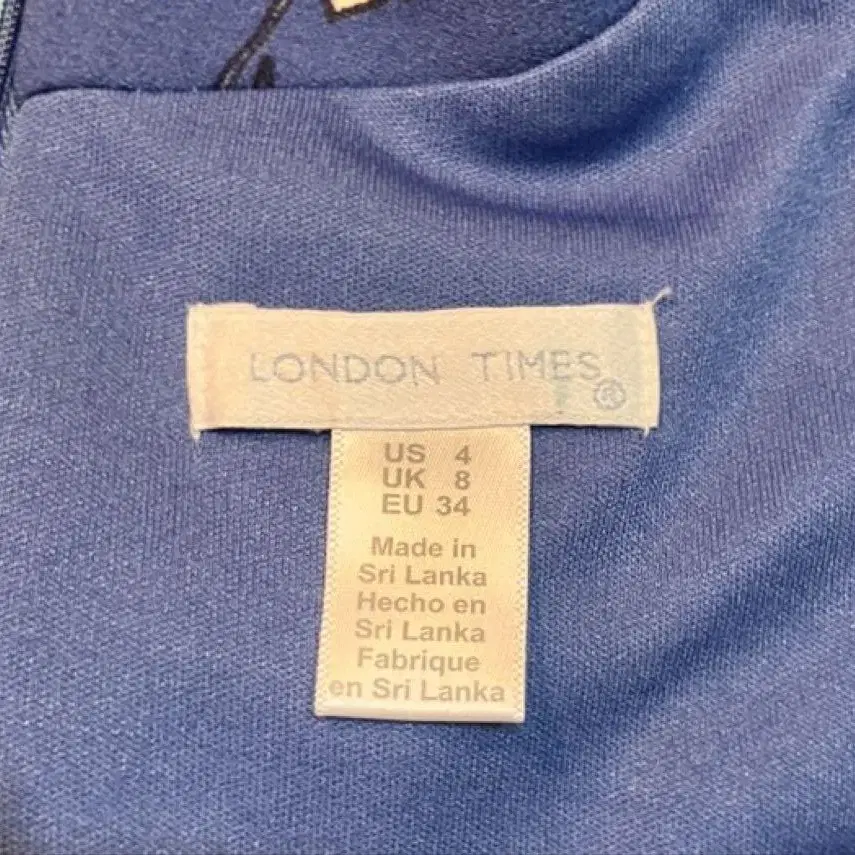 LONDON TIMES®
US 4
UK 8
EU 34
Made in
Sri Lanka
Hecho en
Sri Lanka
Fabrique
en Sri Lanka